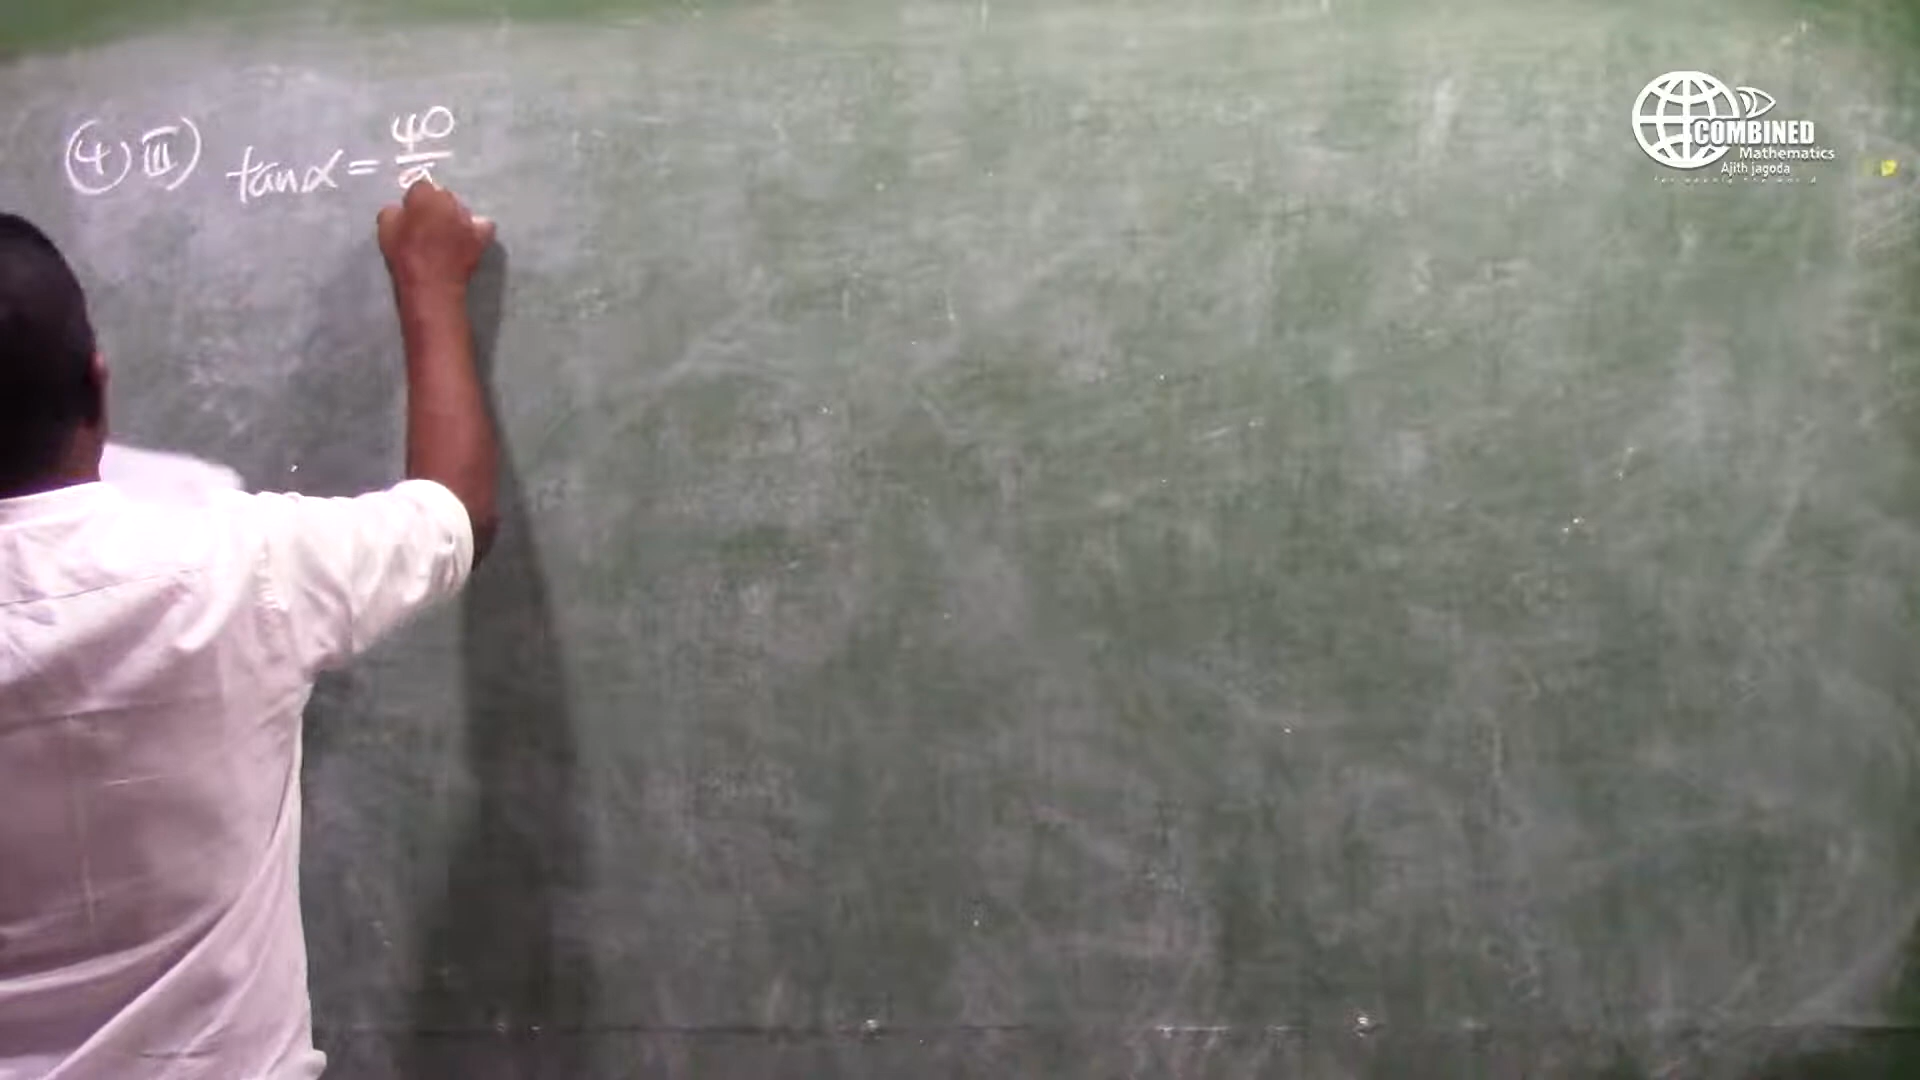 (4) III) tanα = 40/
COMBINED
Mathematics
Ajith jagoda